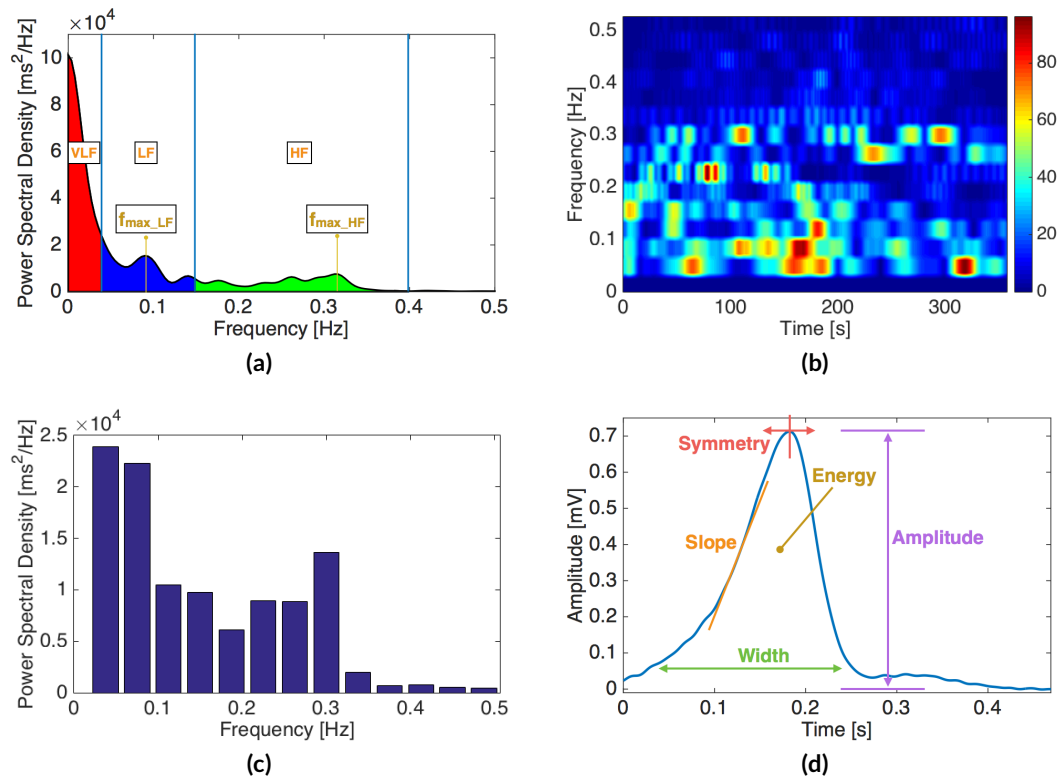 ×10⁴
Power Spectral Density [ms²/Hz]
10
8
6
4
2
0
VLF
LF
HF
f_max_LF
f_max_HF
0 0.1 0.2 0.3 0.4 0.5
Frequency [Hz]
(a)
Frequency [Hz]
0.5
0.4
0.3
0.2
0.1
0
0 100 200 300
Time [s]
80
60
40
20
0
(b)
×10⁴
Power Spectral Density [ms²/Hz]
2.5
2
1.5
1
0.5
0
0 0.1 0.2 0.3 0.4 0.5
Frequency [Hz]
(c)
Amplitude [mV]
0.7
0.6
0.5
0.4
0.3
0.2
0.1
0
Symmetry
Energy
Slope
Amplitude
Width
0 0.1 0.2 0.3 0.4
Time [s]
(d)